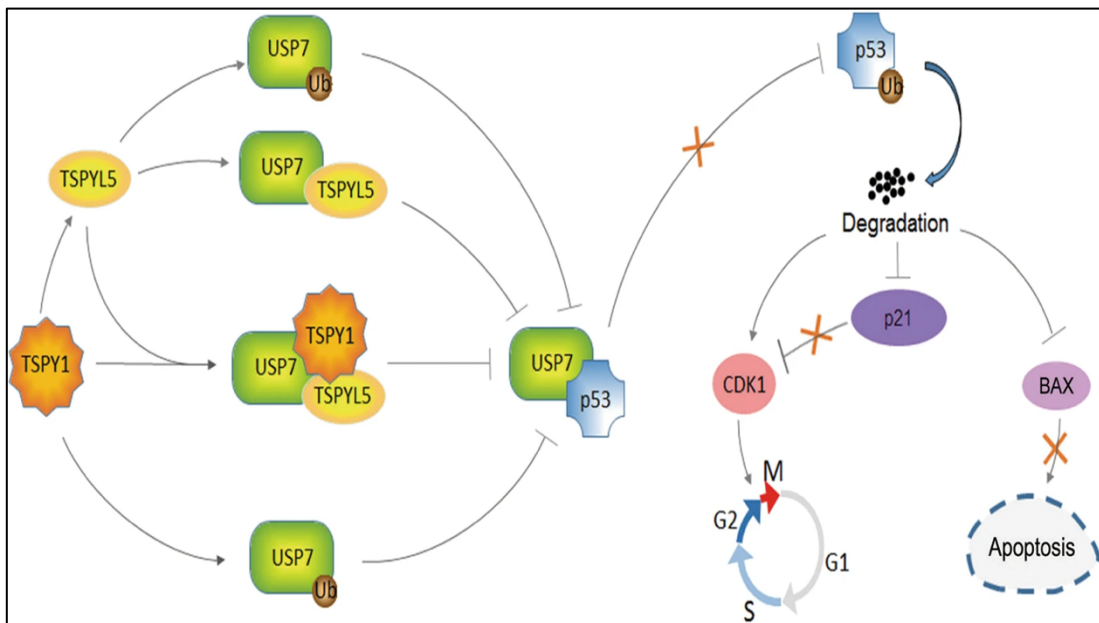 USP7
Ub
p53
Ub
TSPYL5
USP7
TSPYL5
Degradation
TSPY1
TSPY1
USP7
TSPYL5
USP7
p53
p21
CDK1
BAX
M
G2
G1
S
USP7
Ub
Apoptosis